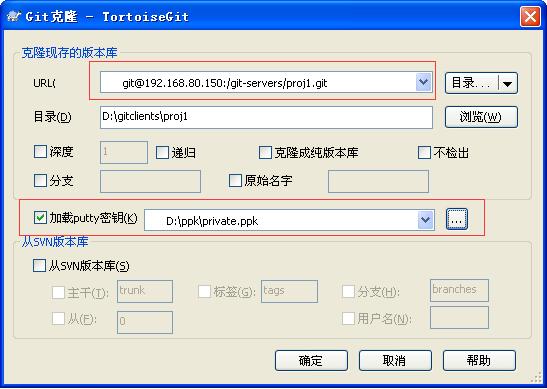 Git克隆 - TortoiseGit
克隆现存的版本库
URL( git@192.168.80.150:/git-servers/proj1.git 目录...
目录(D) D:\gitclients\proj1 浏览(W)
深度 1 递归 克隆成纯版本库 不检出
分支 原始名字
加载putty密钥(K) D:\ppk\private.ppk ...
从SVN版本库
从SVN版本库(S)
主干(T): trunk 标签(G): tags 分支(H): branches
从(F): 0 用户名(N):
确定 取消 帮助